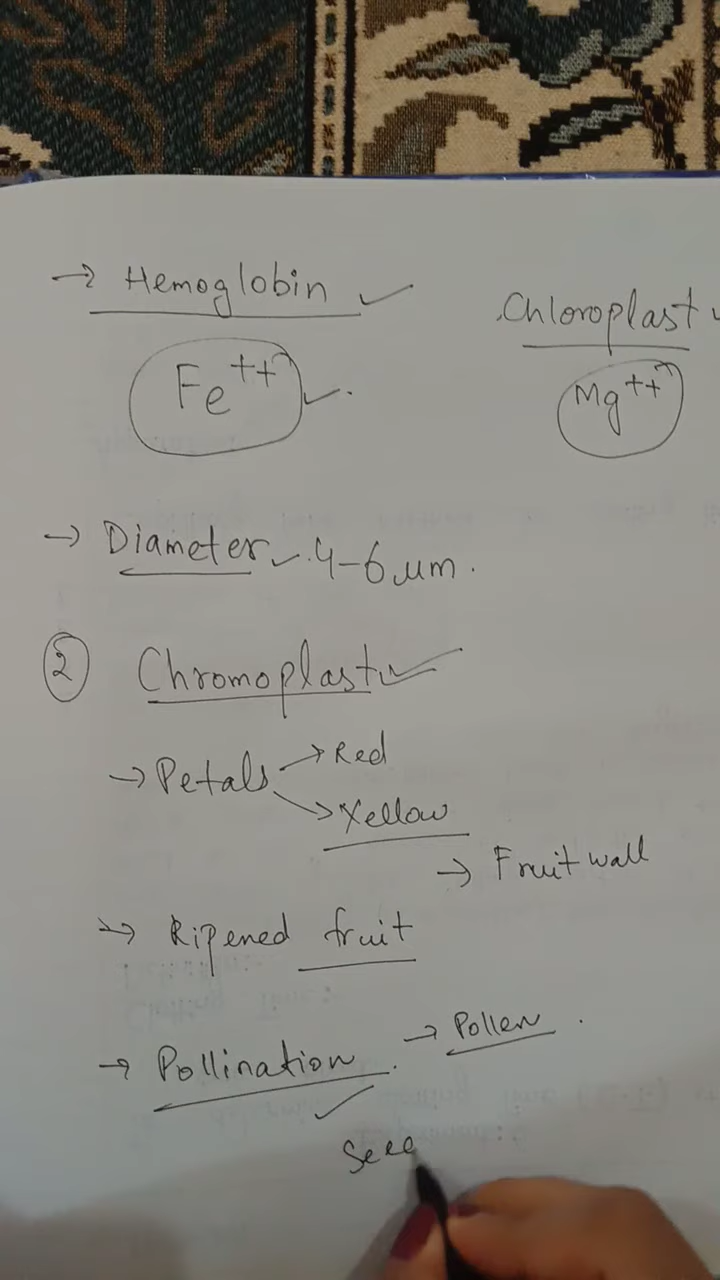 → Hemoglobin ✓
.Chloroplast
Fe++ ✓.
Mg++
→ Diameter ✓ .4-6 μm.
② Chromoplast ✓
→ Petals → Red
→ Yellow
→ Fruit wall
→ Ripened fruit
→ Pollination. → Pollen.
✓
See